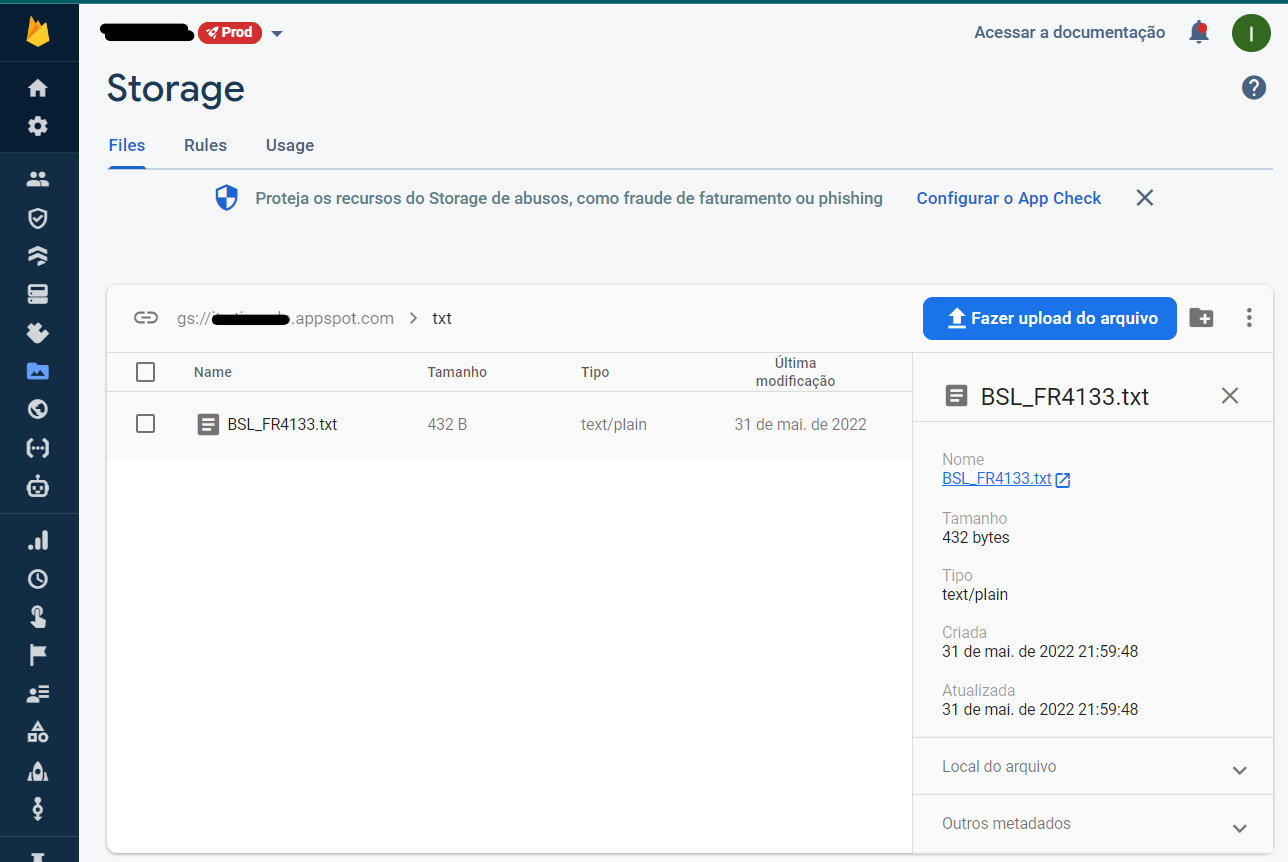 Prod
Acessar a documentação
I
Storage
?
Files Rules Usage
Proteja os recursos do Storage de abusos, como fraude de faturamento ou phishing Configurar o App Check
gs:// .appspot.com > txt
Fazer upload do arquivo
Name Tamanho Tipo Última modificação
BSL_FR4133.txt 432 B text/plain 31 de mai. de 2022
BSL_FR4133.txt
Nome
BSL_FR4133.txt
Tamanho
432 bytes
Tipo
text/plain
Criada
31 de mai. de 2022 21:59:48
Atualizada
31 de mai. de 2022 21:59:48
Local do arquivo
Outros metadados